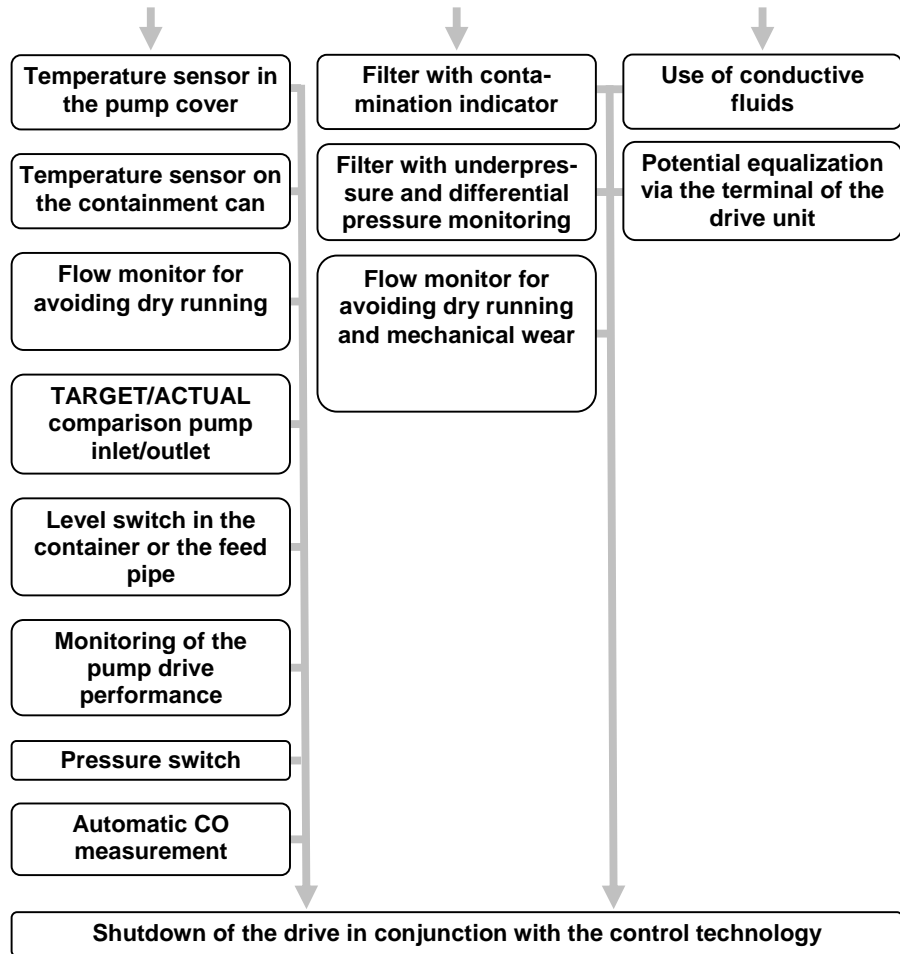 Temperature sensor in
the pump cover
Temperature sensor on
the containment can
Flow monitor for
avoiding dry running
TARGET/ACTUAL
comparison pump
inlet/outlet
Level switch in the
container or the feed
pipe
Monitoring of the
pump drive
performance
Pressure switch
Automatic CO
measurement
Filter with conta-
mination indicator
Filter with underpres-
sure and differential
pressure monitoring
Flow monitor for
avoiding dry running
and mechanical wear
Use of conductive
fluids
Potential equalization
via the terminal of the
drive unit
Shutdown of the drive in conjunction with the control technology